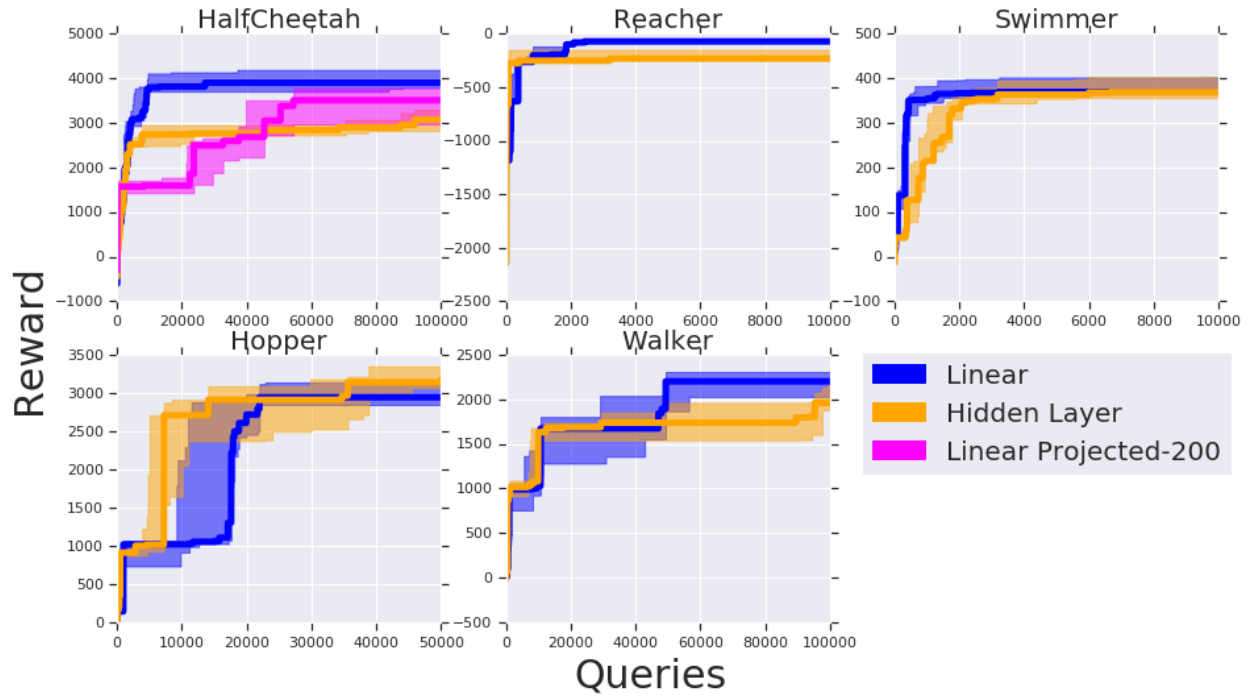 HalfCheetah
5000
4000
3000
2000
1000
0
−1000
0 20000 40000 60000 80000 100000
Reacher
0
−500
−1000
−1500
−2000
−2500
0 2000 4000 6000 8000 10000
Swimmer
500
400
300
200
100
0
−100
0 2000 4000 6000 8000 10000
Reward
Hopper
3500
3000
2500
2000
1500
1000
500
0
0 10000 20000 30000 40000 50000
Walker
2500
2000
1500
1000
500
0
−500
0 20000 40000 60000 80000 100000
Linear
Hidden Layer
Linear Projected-200
Queries